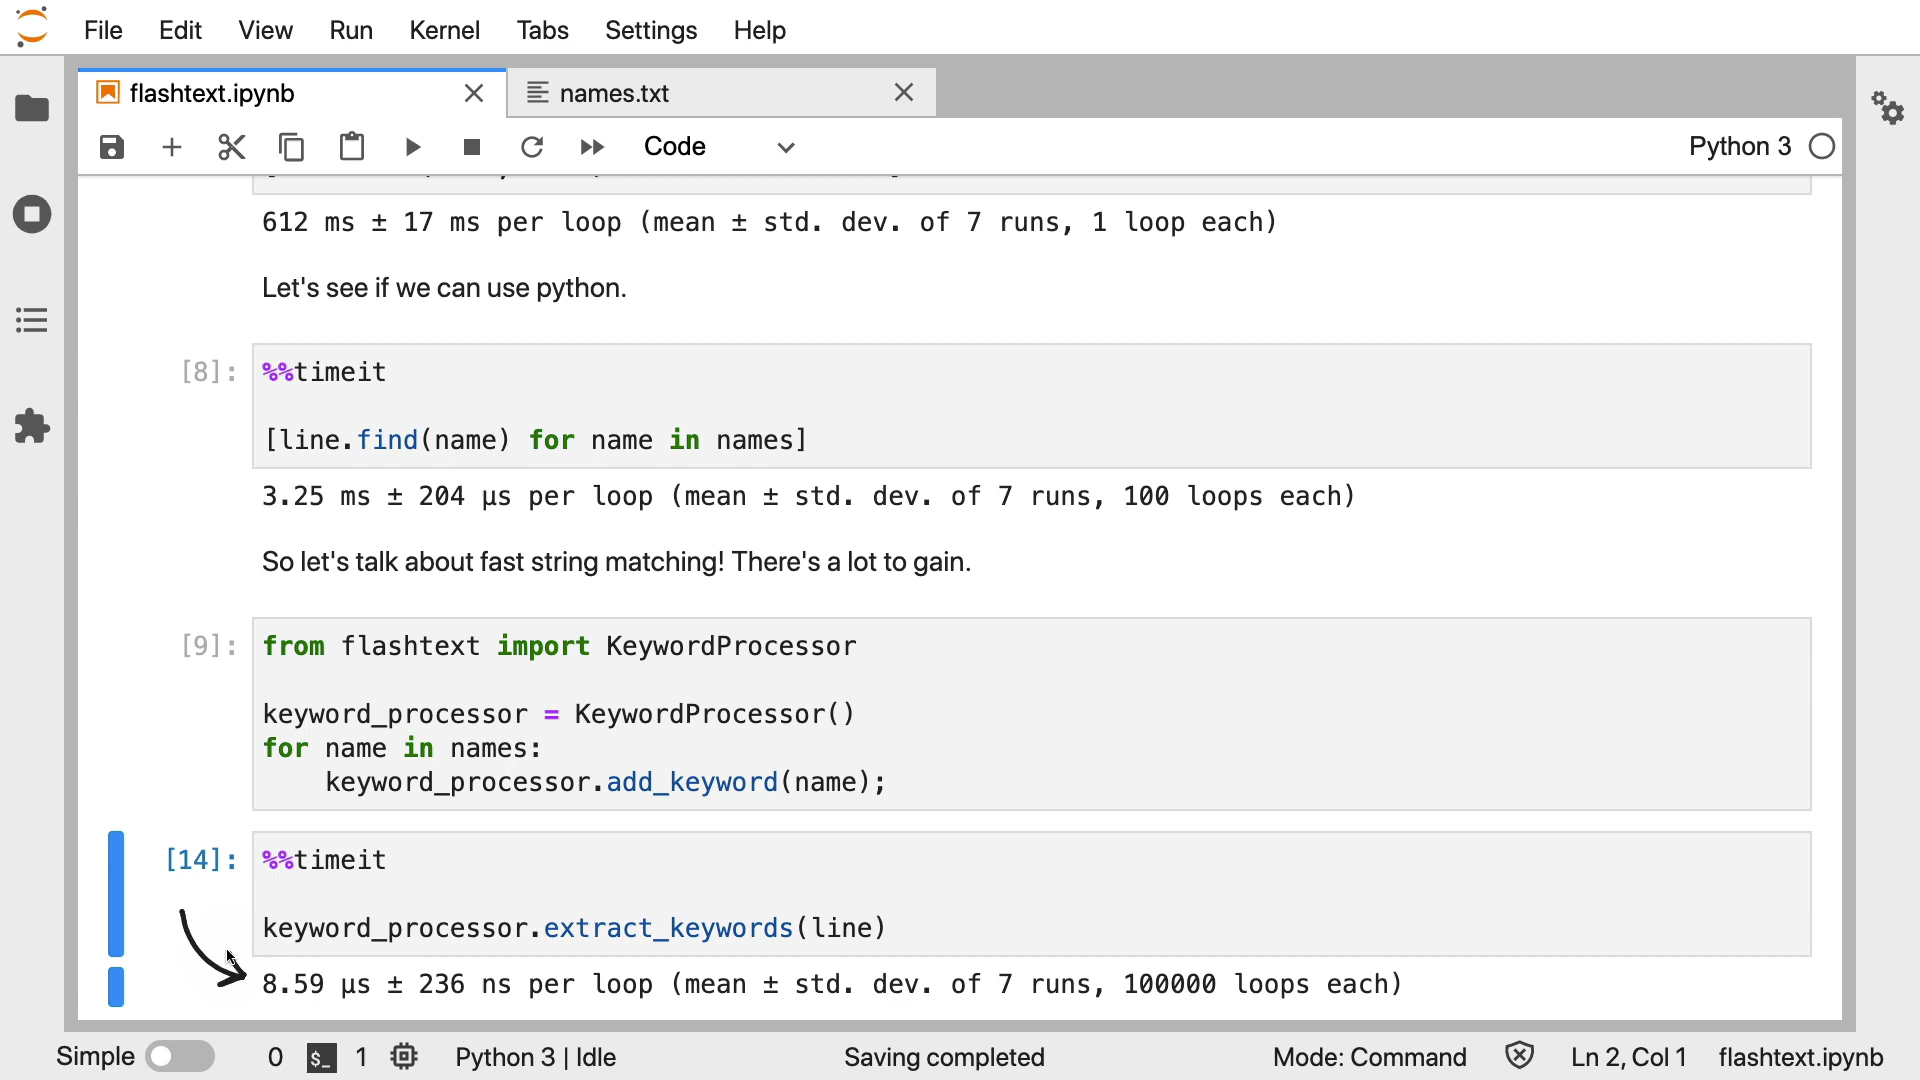 File Edit View Run Kernel Tabs Settings Help
flashtext.ipynb names.txt
Code Python 3
612 ms ± 17 ms per loop (mean ± std. dev. of 7 runs, 1 loop each)
Let's see if we can use python.
[8]: %%timeit
[line.find(name) for name in names]
3.25 ms ± 204 µs per loop (mean ± std. dev. of 7 runs, 100 loops each)
So let's talk about fast string matching! There's a lot to gain.
[9]: from flashtext import KeywordProcessor
keyword_processor = KeywordProcessor()
for name in names:
    keyword_processor.add_keyword(name);
[14]: %%timeit
keyword_processor.extract_keywords(line)
8.59 µs ± 236 ns per loop (mean ± std. dev. of 7 runs, 100000 loops each)
Simple 0 $_ 1 Python 3 | Idle Saving completed Mode: Command Ln 2, Col 1 flashtext.ipynb